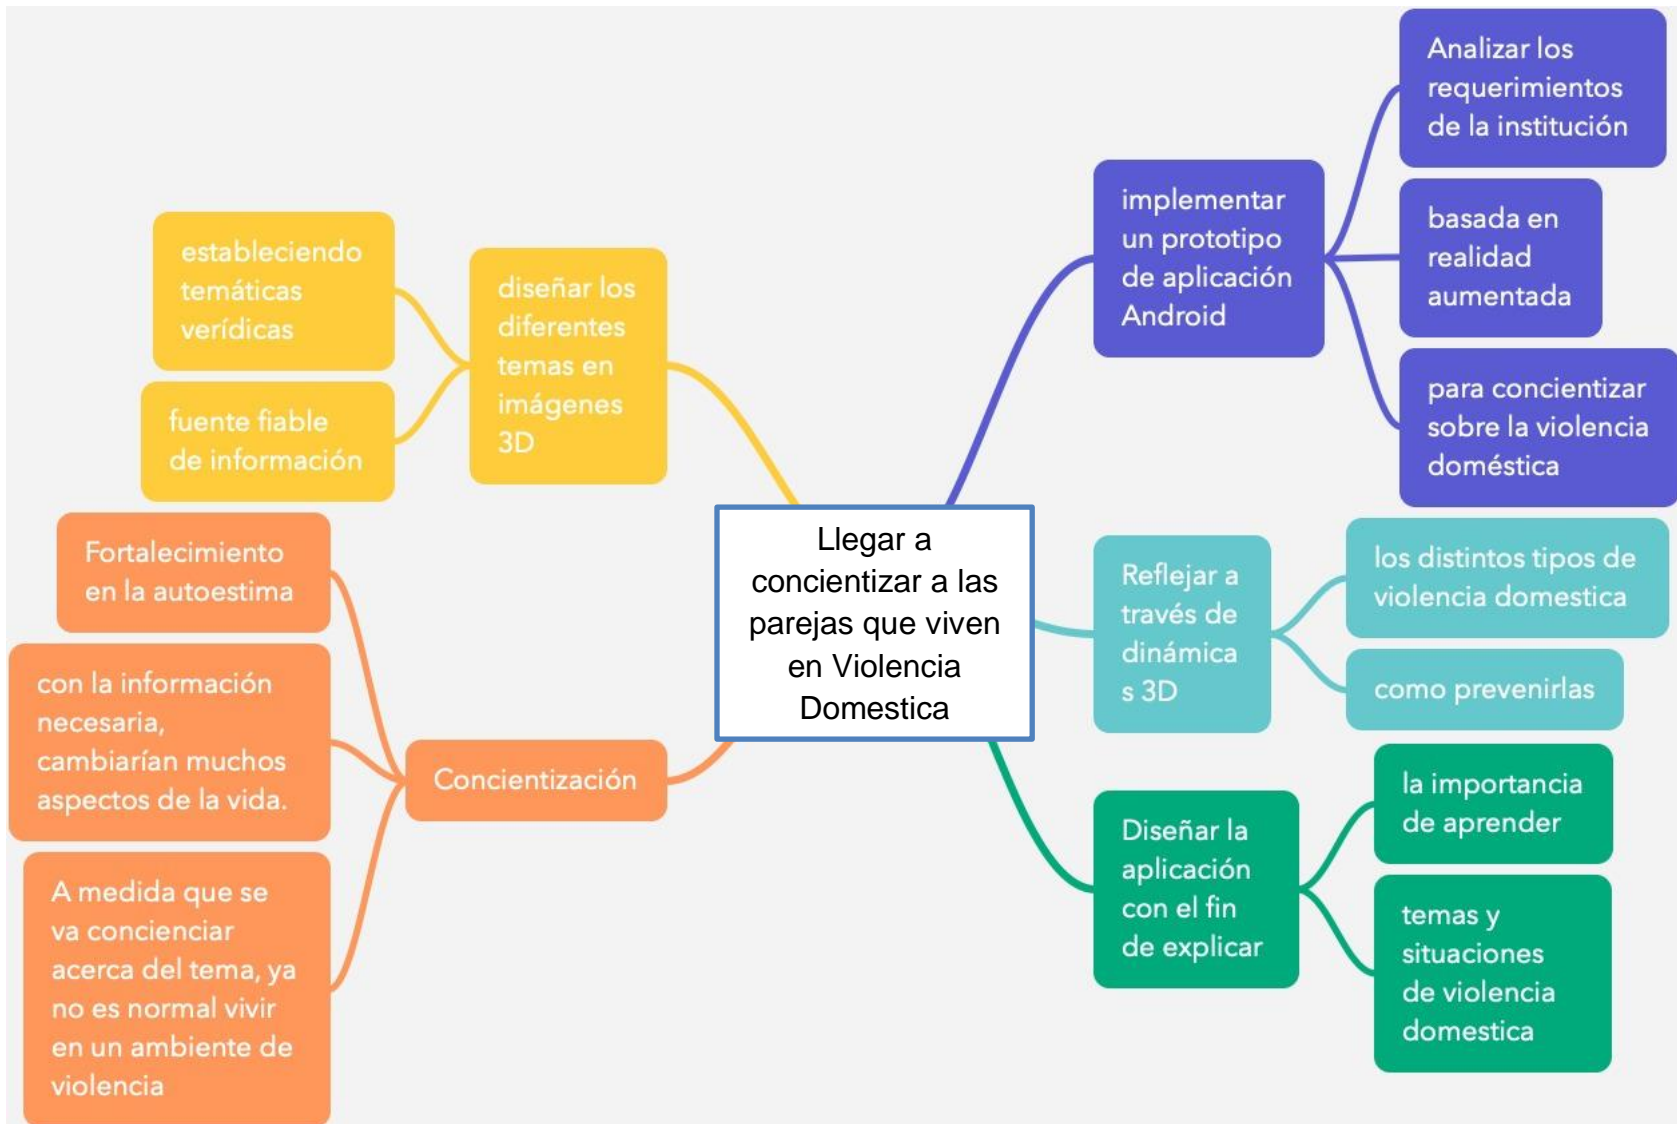 Llegar a
concientizar a las
parejas que viven
en Violencia
Domestica
implementar
un prototipo
de aplicación
Android
Analizar los
requerimientos
de la institución
basada en
realidad
aumentada
para concientizar
sobre la violencia
doméstica
Reflejar a
través de
dinámica
s 3D
los distintos tipos de
violencia domestica
como prevenirlas
Diseñar la
aplicación
con el fin
de explicar
la importancia
de aprender
temas y
situaciones
de violencia
domestica
diseñar los
diferentes
temas en
imágenes
3D
estableciendo
temáticas
verídicas
fuente fiable
de información
Concientización
Fortalecimiento
en la autoestima
con la información
necesaria,
cambiarían muchos
aspectos de la vida.
A medida que se
va concienciar
acerca del tema, ya
no es normal vivir
en un ambiente de
violencia